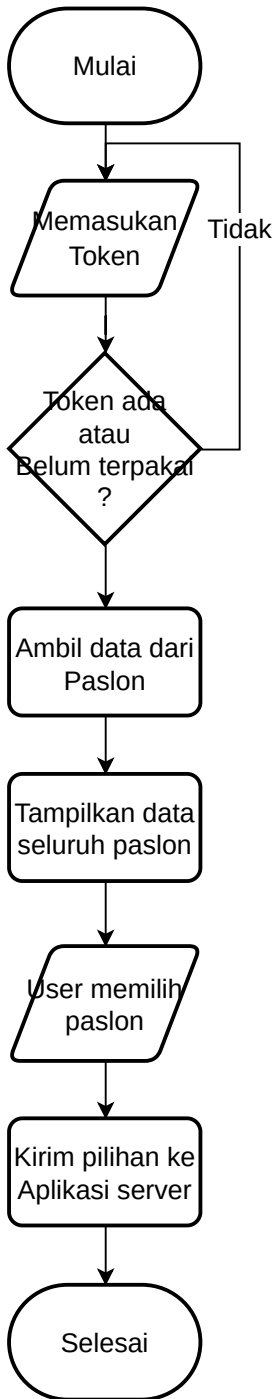 Mulai
Memasukan
Token
Tidak
Token ada
atau
Belum terpakai
?
Ambil data dari
Paslon
Tampilkan data
seluruh paslon
User memilih
paslon
Kirim pilihan ke
Aplikasi server
Selesai